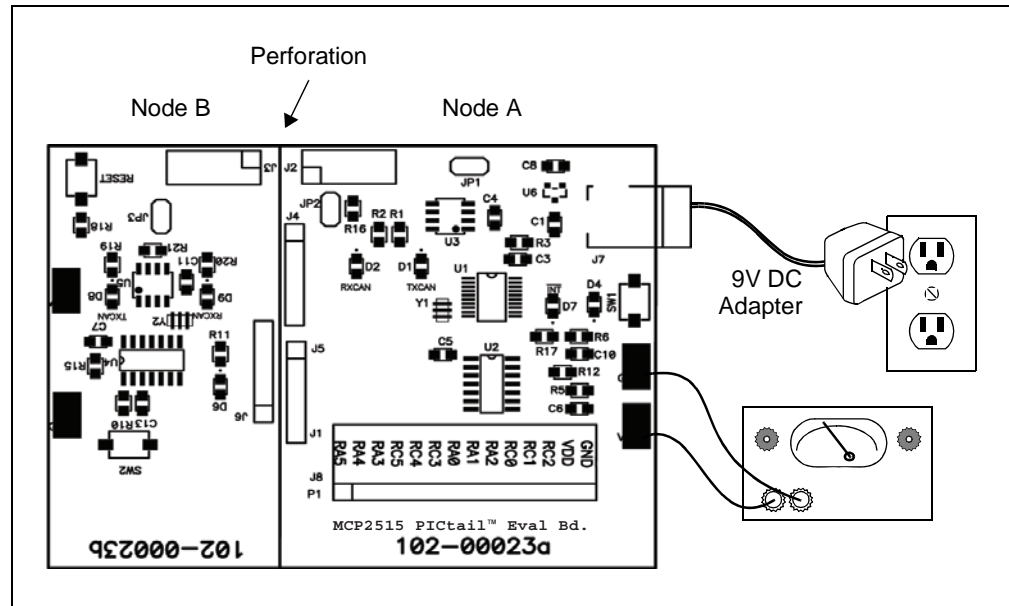 Perforation
Node B
Node A
RESET
R18
JP3
R19
R21
C11
R20
U5
D8
TXCAN
D9
RXCAN
Y2
C7
R15
U4
R11
D6
R10
C13
SW2
J3
J6
102-00023b
J2
JP1
C8
U6
JP2
R16
R2
R1
U3
C4
C1
R3
C3
J7
J4
D2
RXCAN
D1
TXCAN
U1
Y1
INT
D7
D4
SW1
R17
R6
C10
R12
R5
C6
C5
U2
J5
J1
J8
P1
RA5
RA4
RA3
RC5
RC4
RC3
RA0
RA1
RA2
RC0
RC1
RC2
VDD
GND
MCP2515 PICtail™ Eval Bd.
102-00023a
9V DC
Adapter